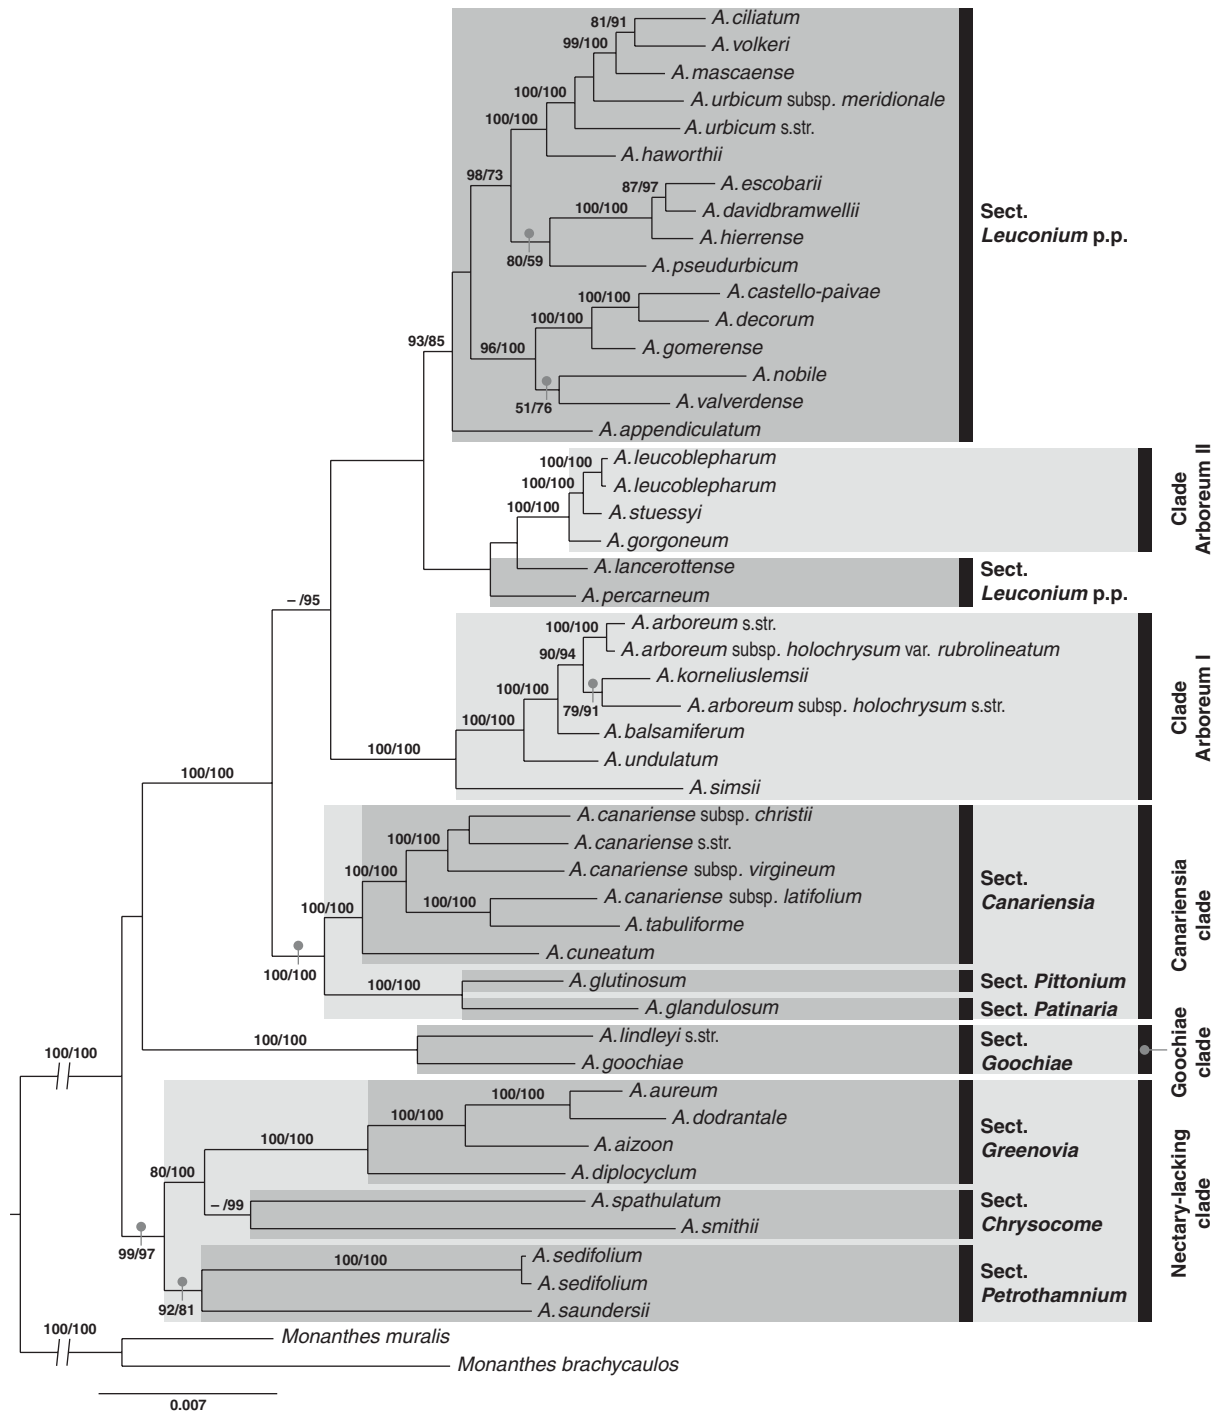 81/91
A. ciliatum
99/100
A. volkeri
A. mascaense
100/100
A. urbicum subsp. meridionale
100/100
A. urbicum s.str.
A. haworthii
98/73
87/97
A. escobarii
100/100
A. davidbramwellii
A. hierrense
80/59
A. pseudurbicum
Sect.
Leuconium p.p.
100/100
A. castello-paivae
100/100
A. decorum
93/85
96/100
A. gomerense
A. nobile
51/76
A. valverdense
A. appendiculatum
100/100
A. leucoblepharum
100/100
A. leucoblepharum
100/100
A. stuessyi
A. gorgoneum
Clade
Arboreum II
A. lancerottense
A. percarneum
Sect.
Leuconium p.p.
– /95
100/100
A. arboreum s.str.
90/94
A. arboreum subsp. holochrysum var. rubrolineatum
A. korneliuslemsii
100/100
79/91
A. arboreum subsp. holochrysum s.str.
100/100
A. balsamiferum
100/100
A. undulatum
A. simsii
Clade
Arboreum I
100/100
A. canariense subsp. christii
100/100
A. canariense s.str.
100/100
A. canariense subsp. virgineum
100/100
A. canariense subsp. latifolium
100/100
A. tabuliforme
A. cuneatum
Sect.
Canariensia
100/100
100/100
A. glutinosum
Sect. Pittonium
A. glandulosum
Sect. Patinaria
Canariensia
clade
100/100
100/100
A. lindleyi s.str.
A. goochiae
Sect.
Goochiae
Goochiae
clade
100/100
A. aureum
100/100
A. dodrantale
100/100
A. aizoon
A. diplocyclum
Sect.
Greenovia
80/100
– /99
A. spathulatum
A. smithii
Sect.
Chrysocome
99/97
100/100
A. sedifolium
A. sedifolium
92/81
A. saundersii
Sect.
Petrothamnium
Nectary-lacking
clade
100/100
Monanthes muralis
Monanthes brachycaulos
0.007